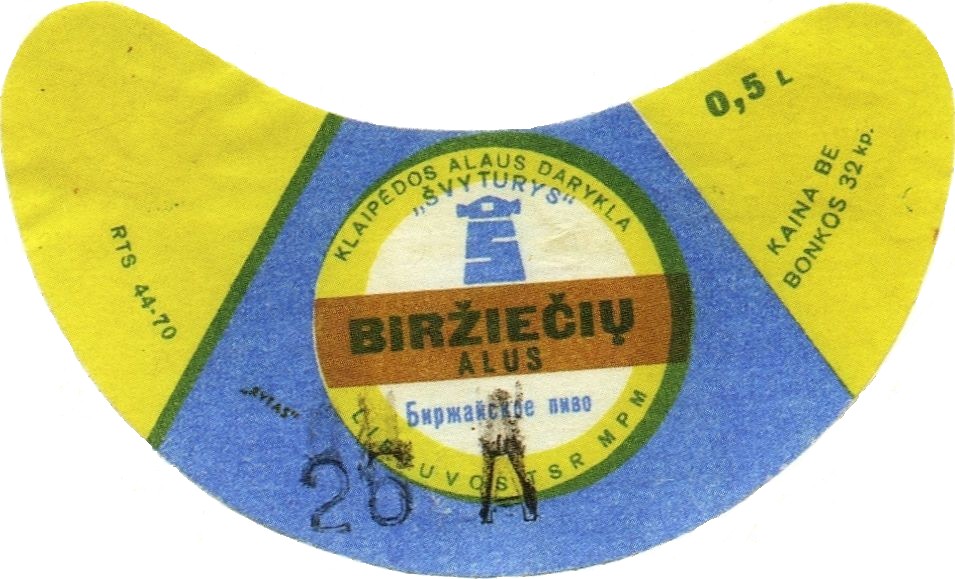 KLAIPĖDOS ALAUS DARYKLA
„ŠVYTURYS“
BIRŽIEČIŲ
ALUS
Биржайское пиво
LIETUVOS TSR MPM
RTS 44-70
0,5 L
KAINA BE
BONKOS 32 kp.
26 A